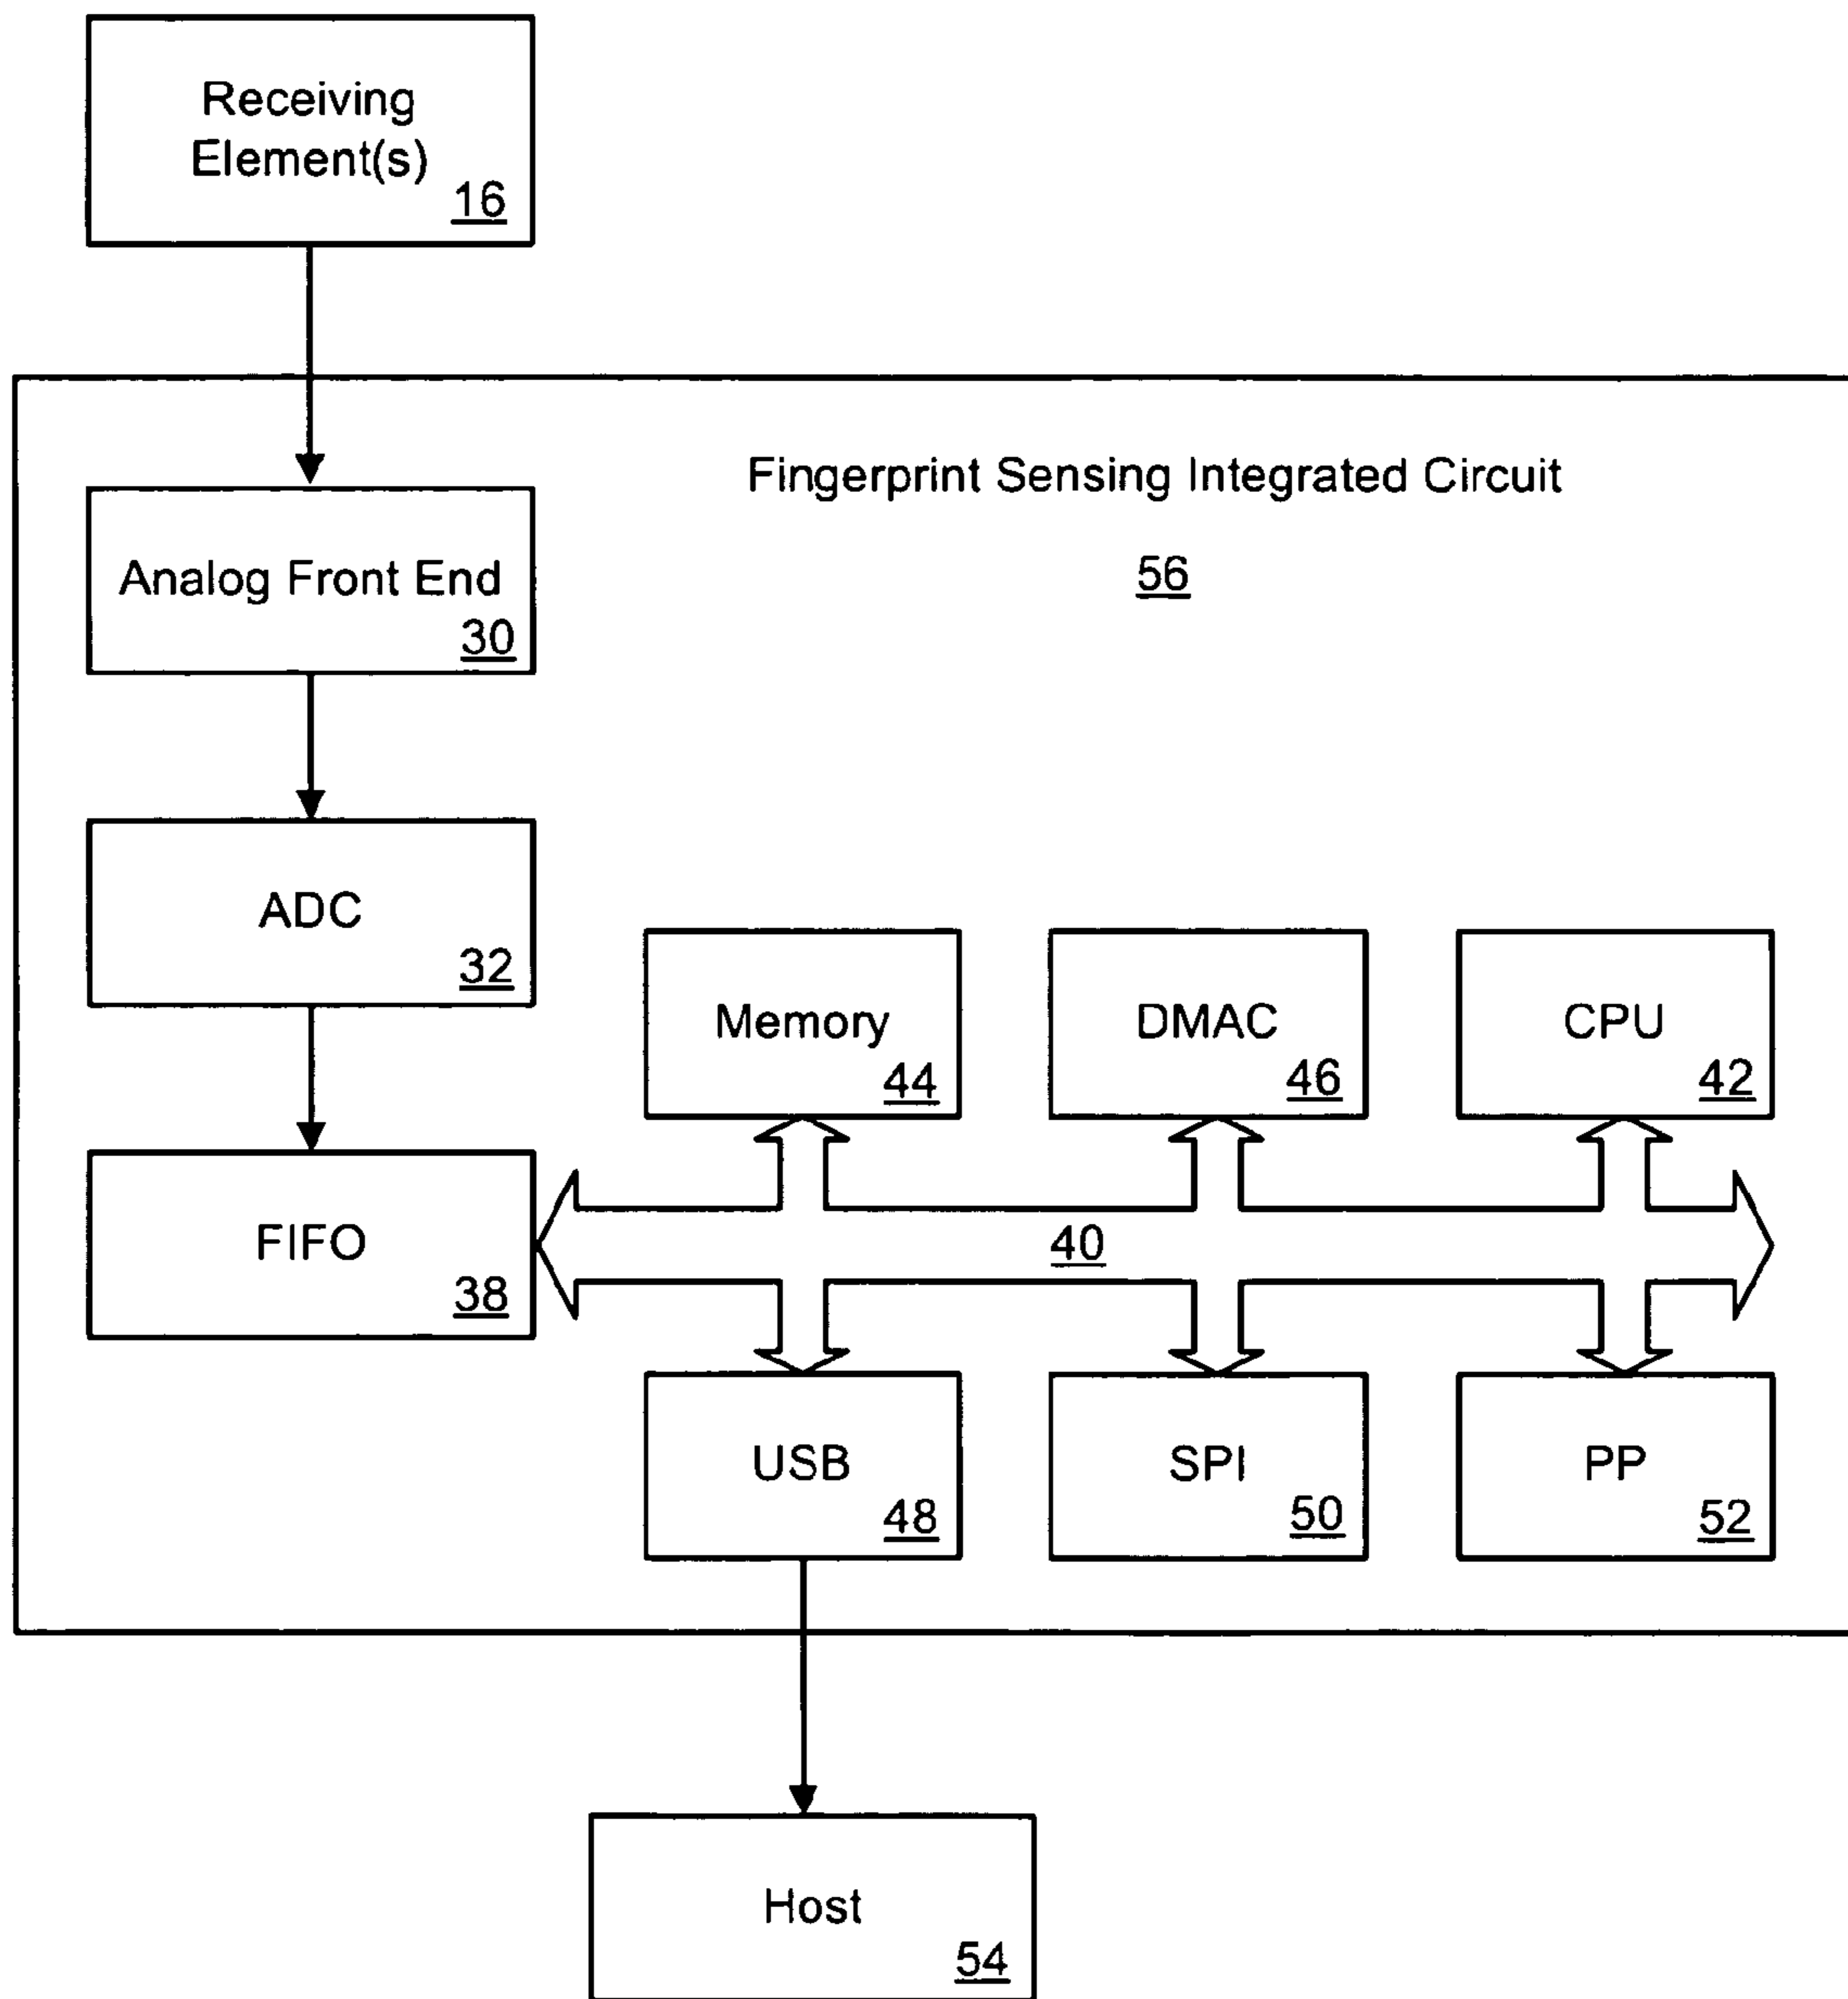 Receiving
Element(s)
16
Fingerprint Sensing Integrated Circuit
56
Analog Front End
30
ADC
32
Memory
44
DMAC
46
CPU
42
FIFO
38
40
USB
48
SPI
50
PP
52
Host
54